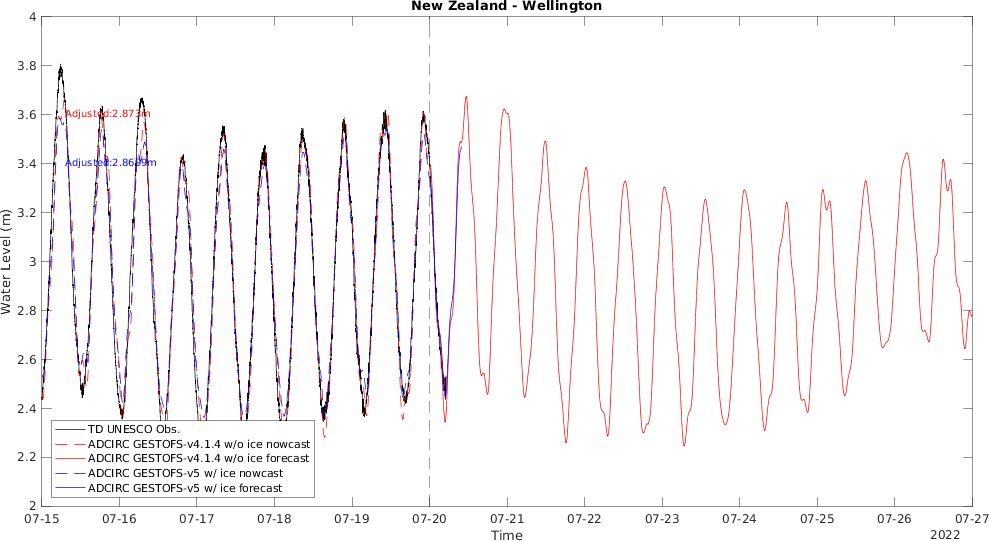 New Zealand - Wellington
4
3.8
3.6
3.4
3.2
3
2.8
2.6
2.4
2.2
2
Water Level (m)
Adjusted:2.873m
Adjusted:2.8689m
TD UNESCO Obs.
ADCIRC GESTOFS-v4.1.4 w/o ice nowcast
ADCIRC GESTOFS-v4.1.4 w/o ice forecast
ADCIRC GESTOFS-v5 w/ ice nowcast
ADCIRC GESTOFS-v5 w/ ice forecast
07-15 07-16 07-17 07-18 07-19 07-20 07-21 07-22 07-23 07-24 07-25 07-26 07-27
Time
2022